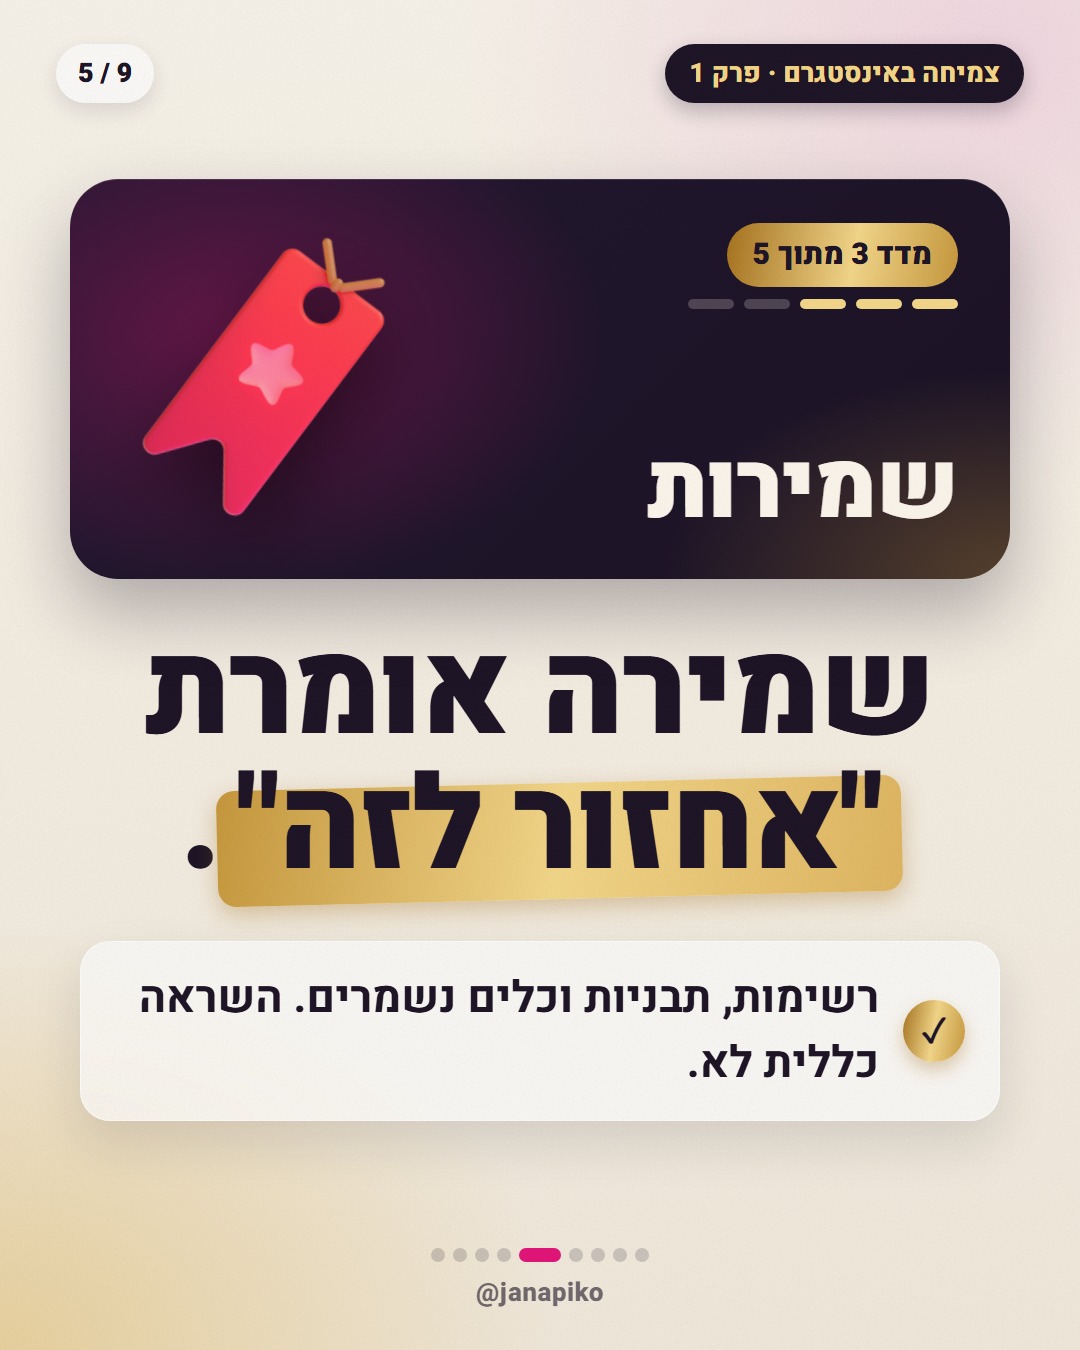 צמיחה באינסטגרם · פרק 1
5 / 9
מדד 3 מתוך 5
שמירות
שמירה אומרת
"אחזור לזה".
רשימות, תבניות וכלים נשמרים. השראה
כללית לא.
@janapiko